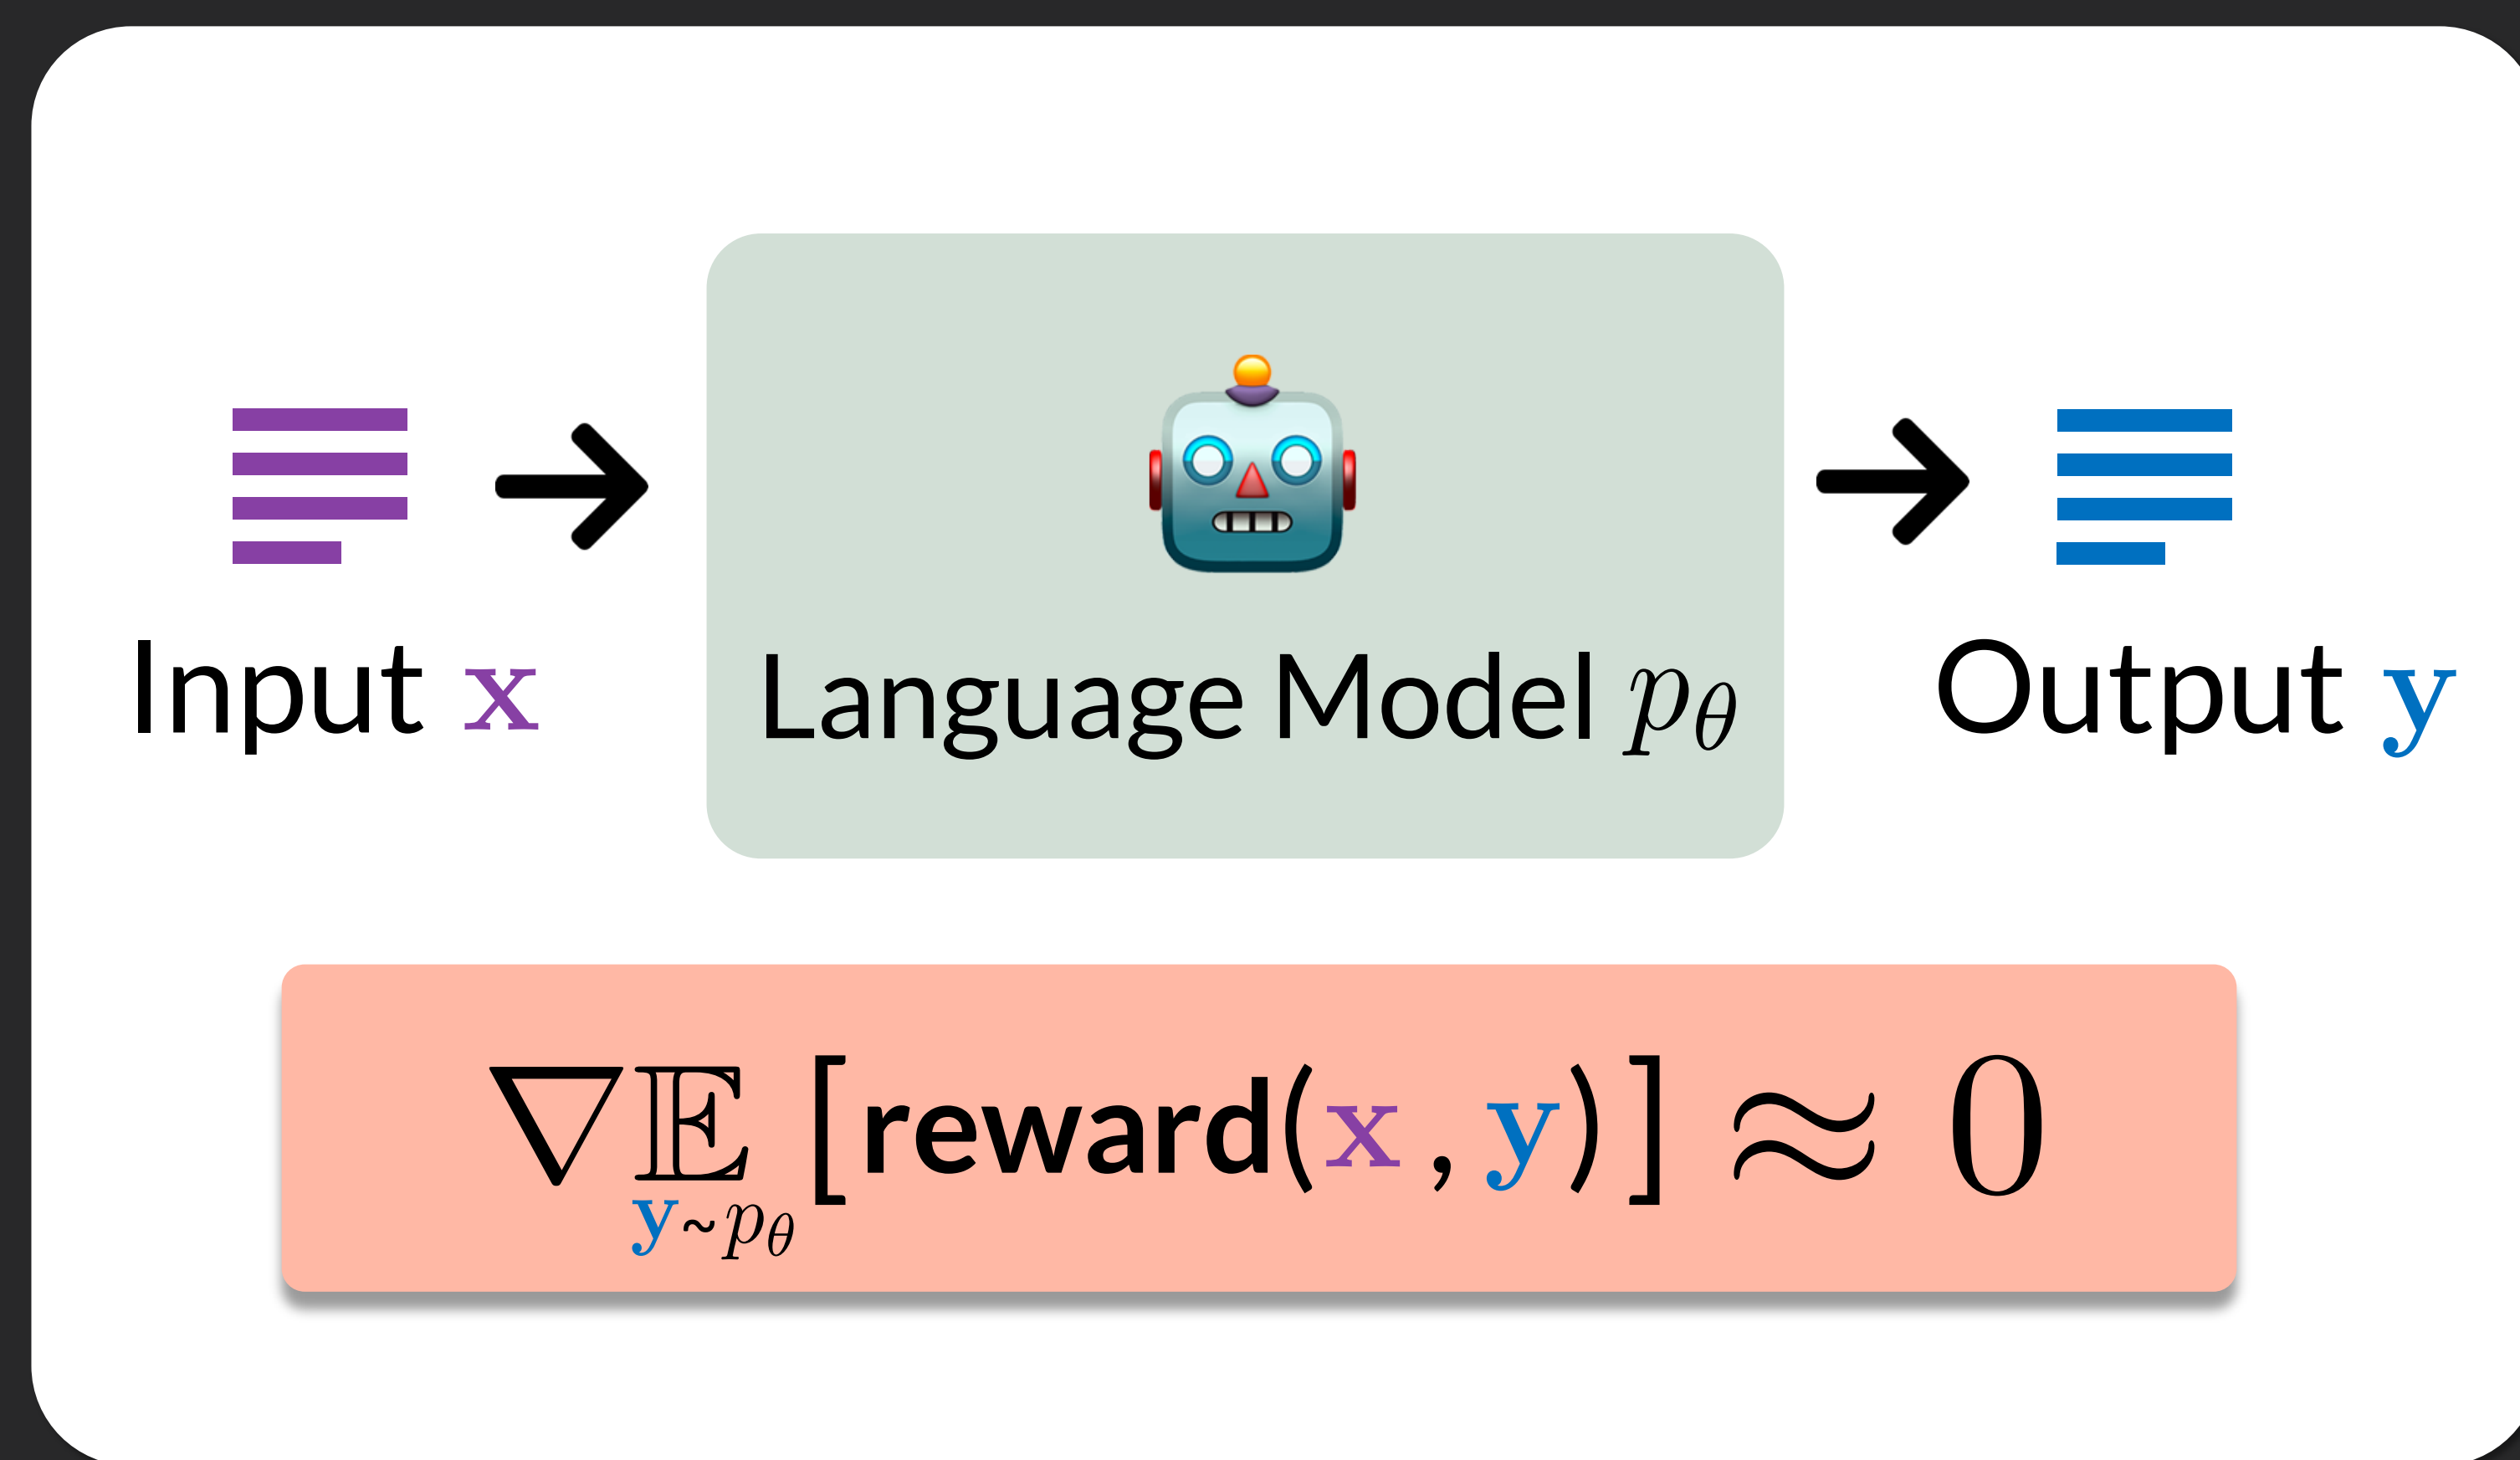 Input x
Language Model pθ
Output y
∇𝔼 [reward(x , y) ] ≈ 0
y~pθ